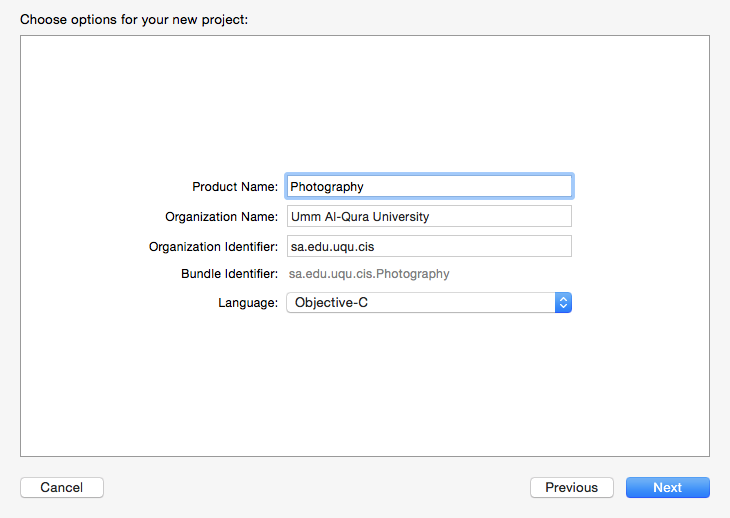 Choose options for your new project:
Product Name: Photography
Organization Name: Umm Al-Qura University
Organization Identifier: sa.edu.uqu.cis
Bundle Identifier: sa.edu.uqu.cis.Photography
Language: Objective-C
Cancel Previous Next